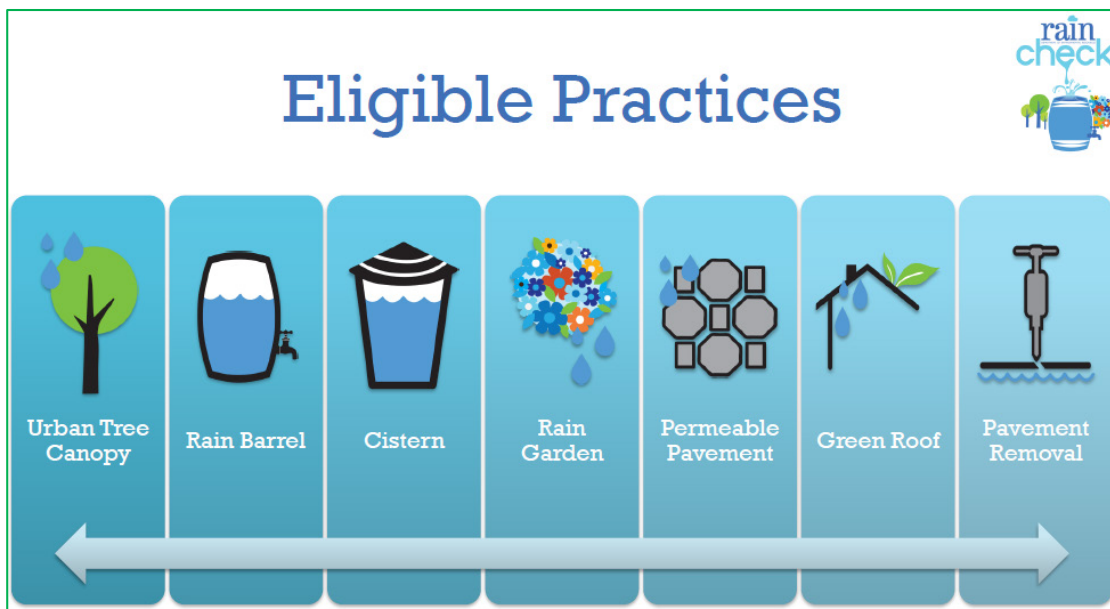 rain
check
Eligible Practices
Urban Tree
Canopy
Rain Barrel
Cistern
Rain
Garden
Permeable
Pavement
Green Roof
Pavement
Removal